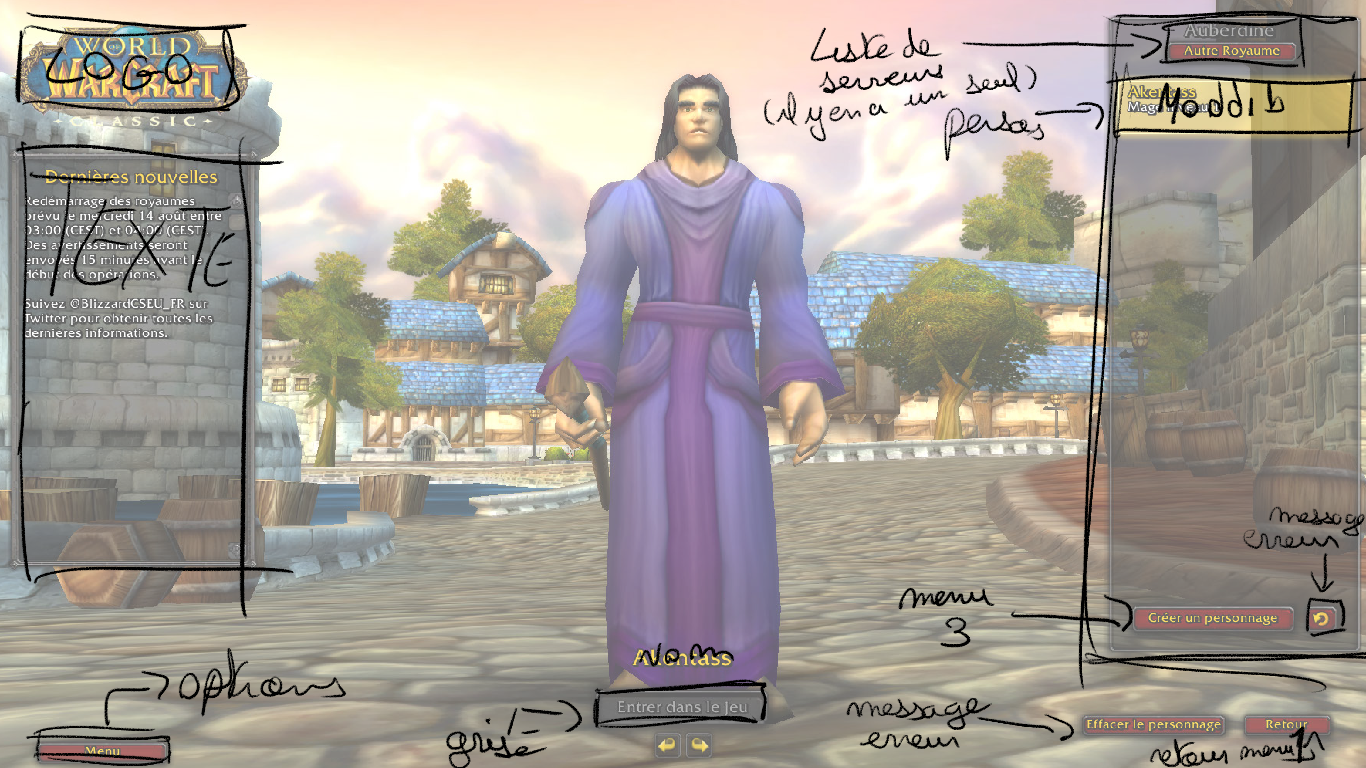 WORLD
WARCRAFT
CLASSIC
LOGO
Dernières nouvelles
Redémarrage des royaumes
prévu le mercredi 14 août entre
03:00 (CEST) et 04:00 (CEST)
Des avertissements seront
envoyés 15 minutes avant le
début des opérations.
Suivez @BlizzardCSEU_FR sur
Twitter pour obtenir toutes les
dernières informations.
TEXTE
Liste de
serveurs
(il y en a un seul)
persos
Auberdine
Autre Royaume
Akentass
Mage
Moddib
message
erreur
menu
3
Créer un personnage
options
Menu
Nom
Akentass
Entrer dans le Jeu
grisé
message
erreur
Effacer le personnage
Retour
retour menu 1